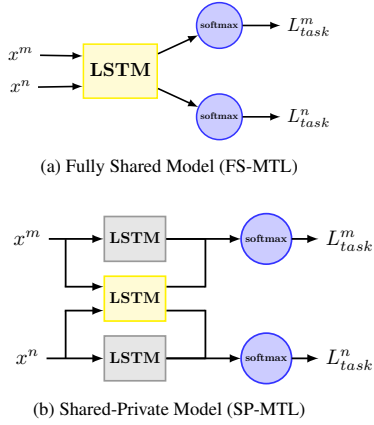 softmax L^m_task
x^m
LSTM
x^n
softmax L^n_task
(a) Fully Shared Model (FS-MTL)
x^m LSTM softmax L^m_task
LSTM
x^n LSTM softmax L^n_task
(b) Shared-Private Model (SP-MTL)